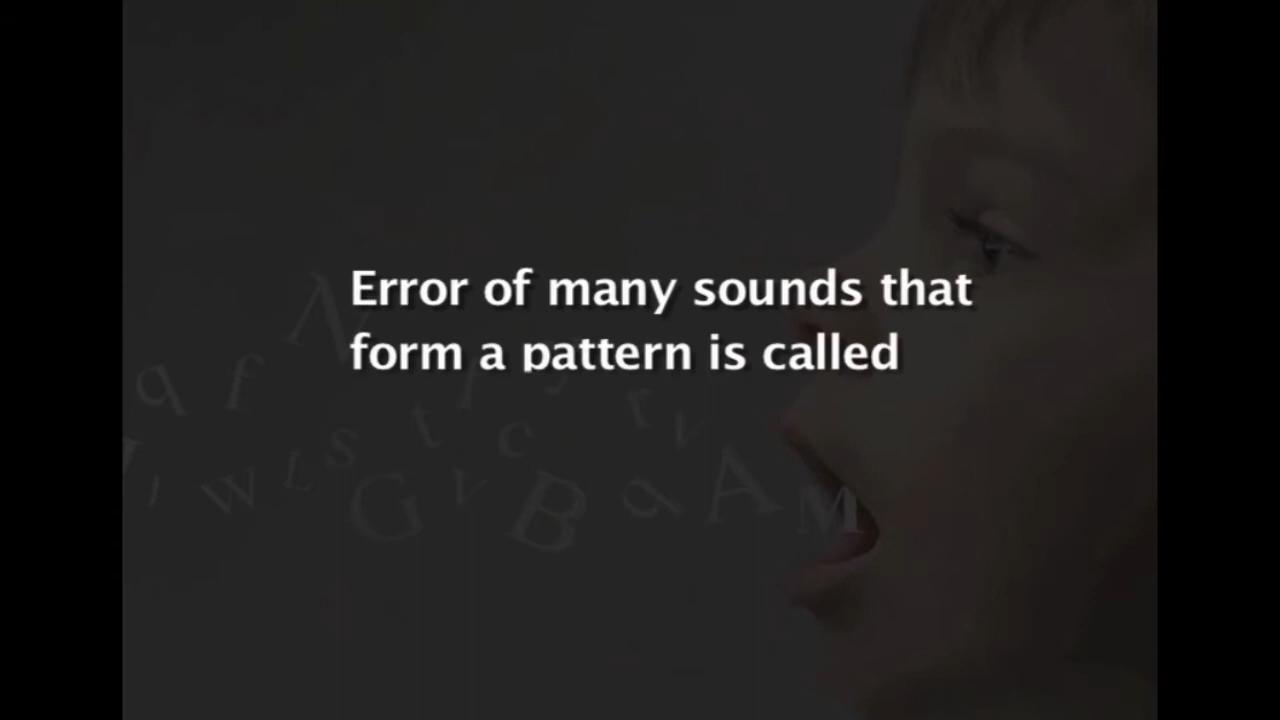 Error of many sounds that
form a pattern is called
N
q f r y r v
t s c
W L G v B a A M